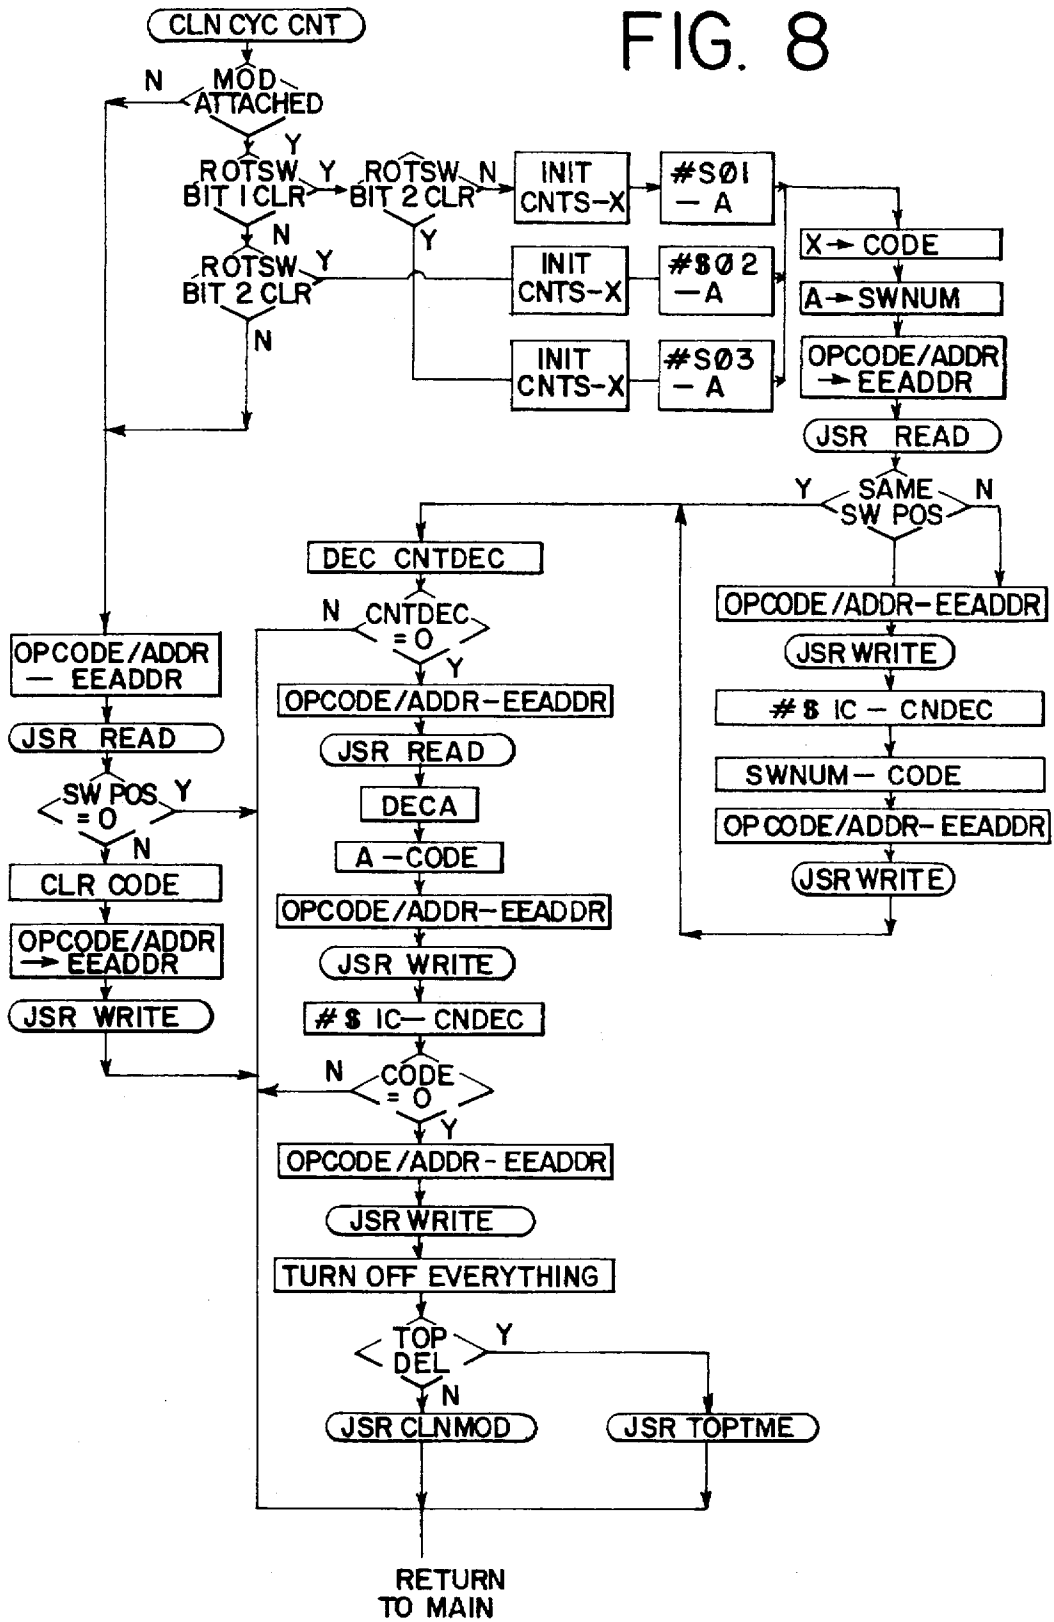 FIG. 8
CLN CYC CNT
N
MOD
ATTACHED
Y
ROTSW
BIT 1 CLR
Y
ROTSW
BIT 2 CLR
N
INIT
CNTS-X
#S01
- A
N
Y
ROTSW
BIT 2 CLR
Y
INIT
CNTS-X
#$02
- A
N
INIT
CNTS-X
#S03
- A
X→ CODE
A→ SWNUM
OPCODE/ADDR
→ EEADDR
JSR READ
Y
SAME
SW POS
N
OPCODE/ADDR-EEADDR
JSR WRITE
#$ 1C - CNDEC
SWNUM- CODE
OPCODE/ADDR-EEADDR
JSR WRITE
DEC CNTDEC
N
CNTDEC
= 0
Y
OPCODE/ADDR-EEADDR
JSR READ
DECA
A -CODE
OPCODE/ADDR-EEADDR
JSR WRITE
#$ 1C- CNDEC
N
CODE
= 0
Y
OPCODE/ADDR-EEADDR
JSR WRITE
TURN OFF EVERYTHING
TOP
DEL
Y
N
JSR CLNMOD
JSR TOPTME
OPCODE/ADDR
- EEADDR
JSR READ
SW POS
= 0
Y
N
CLR CODE
OPCODE/ADDR
→ EEADDR
JSR WRITE
RETURN
TO MAIN